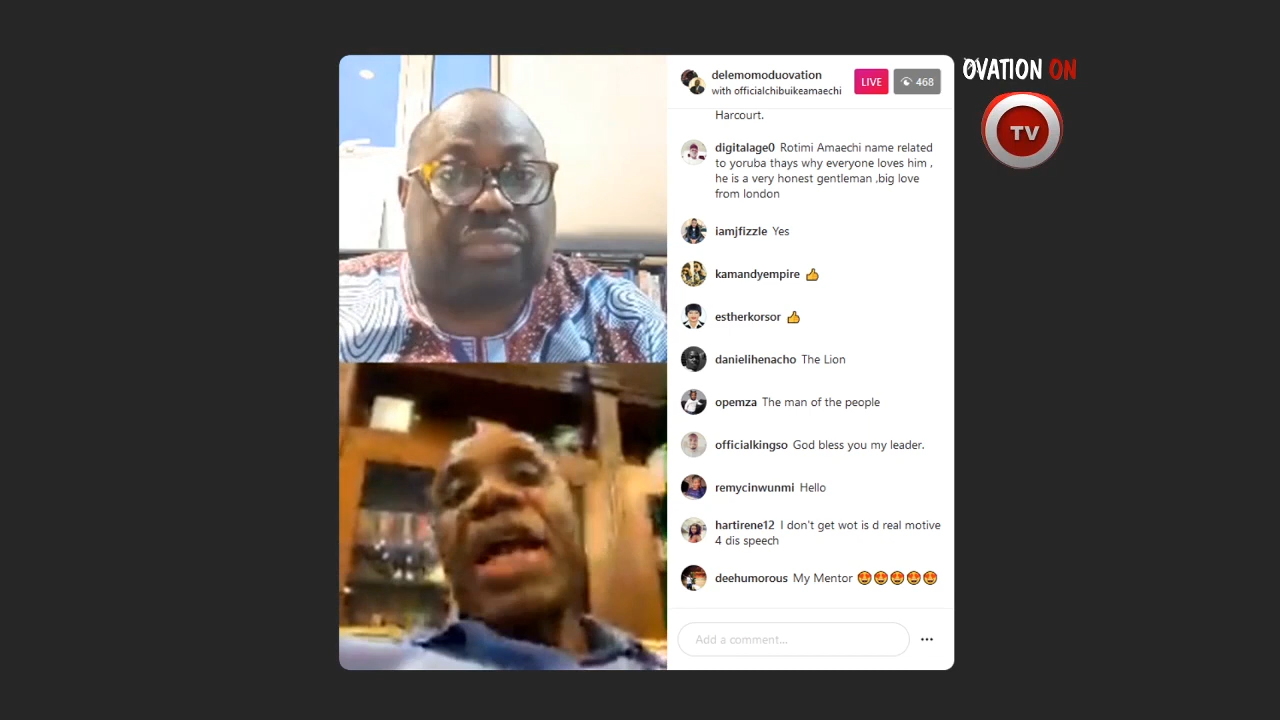 delemomoduovation
with officialchibuikeamaechi
LIVE
468
OVATION ON
TV
Harcourt.
digitalage0 Rotimi Amaechi name related
to yoruba thays why everyone loves him ,
he is a very honest gentleman ,big love
from london
iamjfizzle Yes
kamandyempire 👍
estherkorsor 👍
danielihenacho The Lion
opemza The man of the people
officialkingso God bless you my leader.
remycinwunmi Hello
hartirene12 I don't get wot is d real motive
4 dis speech
deehumorous My Mentor 😍😍😍😍😍
Add a comment...